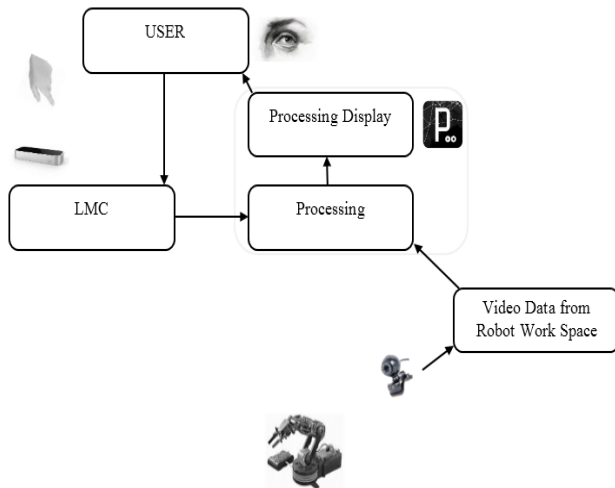 USER
Processing Display
P
LMC
Processing
Video Data from
Robot Work Space